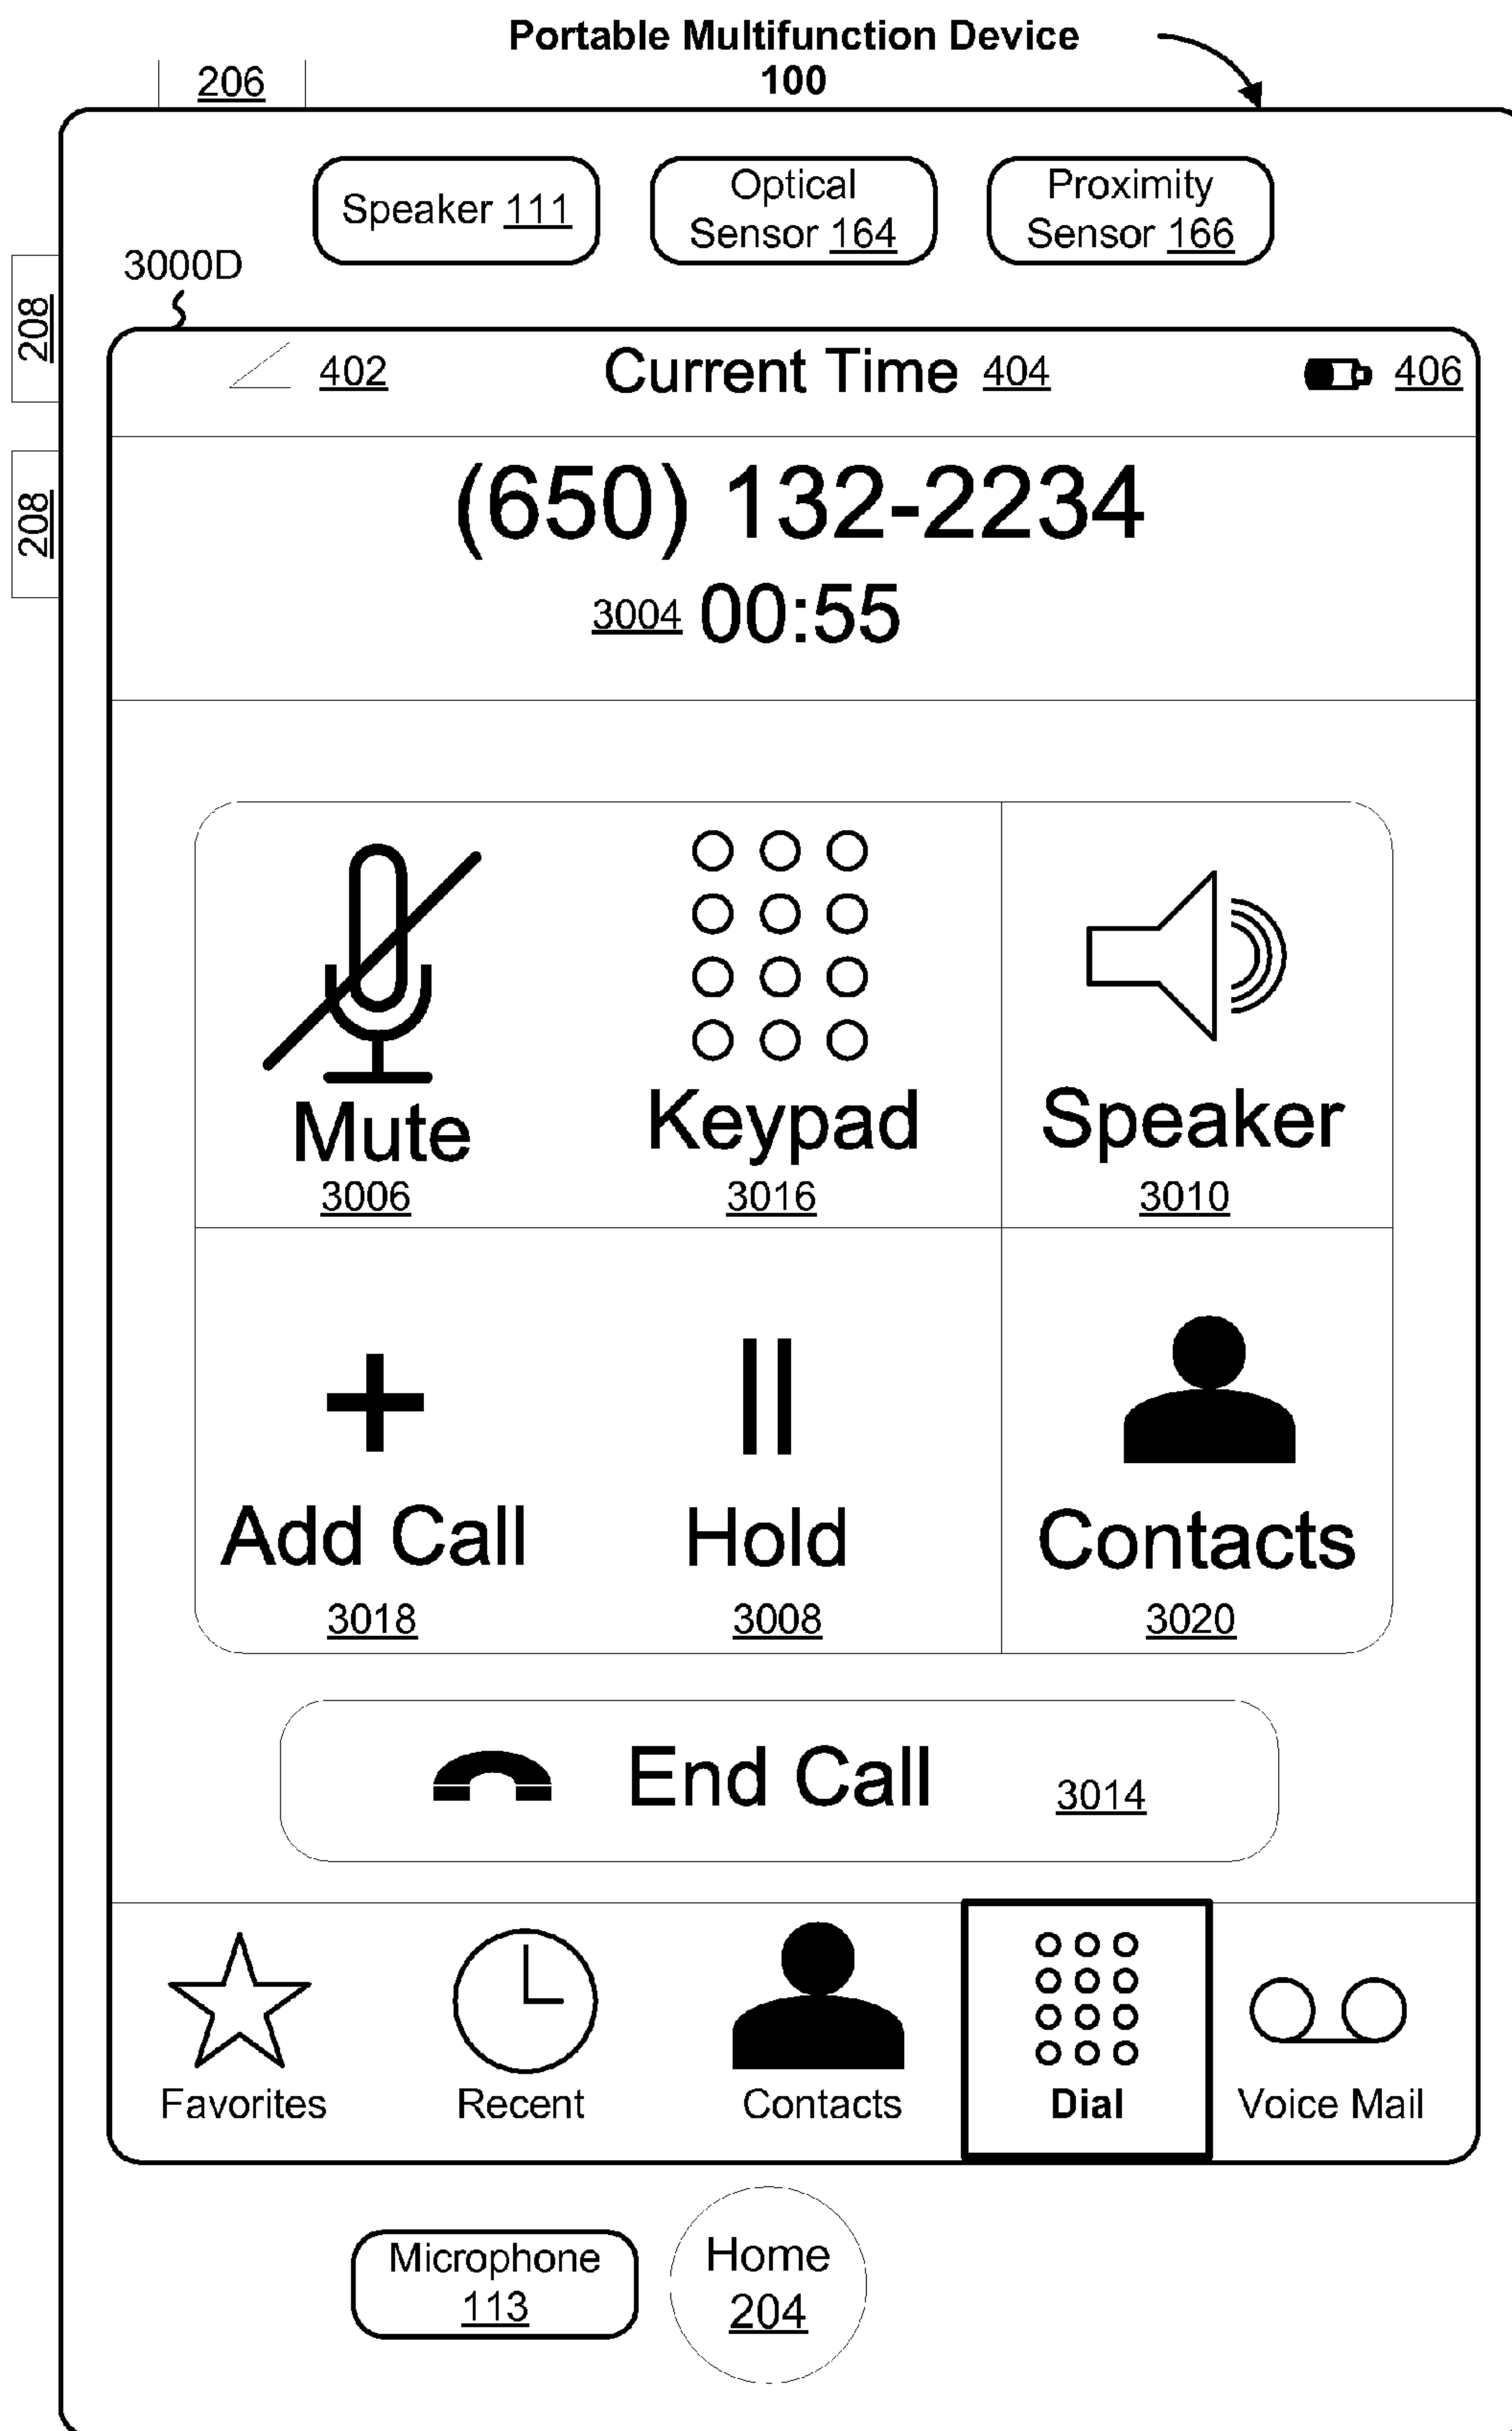 Portable Multifunction Device
100
206
Speaker 111
Optical
Sensor 164
Proximity
Sensor 166
3000D
208
208
402
Current Time 404
406
(650) 132-2234
3004 00:55
Mute
3006
Keypad
3016
Speaker
3010
Add Call
3018
Hold
3008
Contacts
3020
End Call 3014
Favorites
Recent
Contacts
Dial
Voice Mail
Microphone
113
Home
204